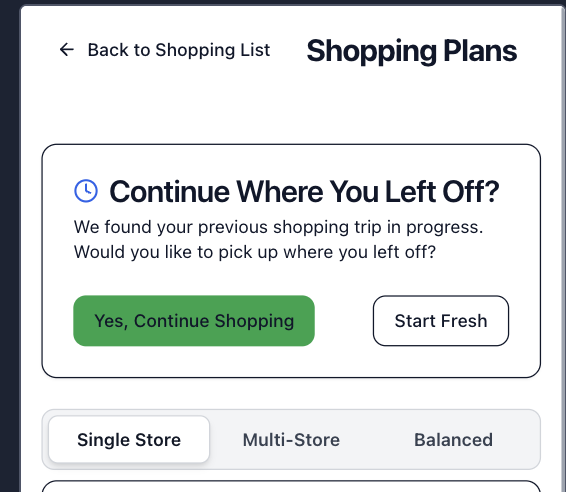 Back to Shopping List
Shopping Plans
Continue Where You Left Off?
We found your previous shopping trip in progress.
Would you like to pick up where you left off?
Yes, Continue Shopping
Start Fresh
Single Store
Multi-Store
Balanced